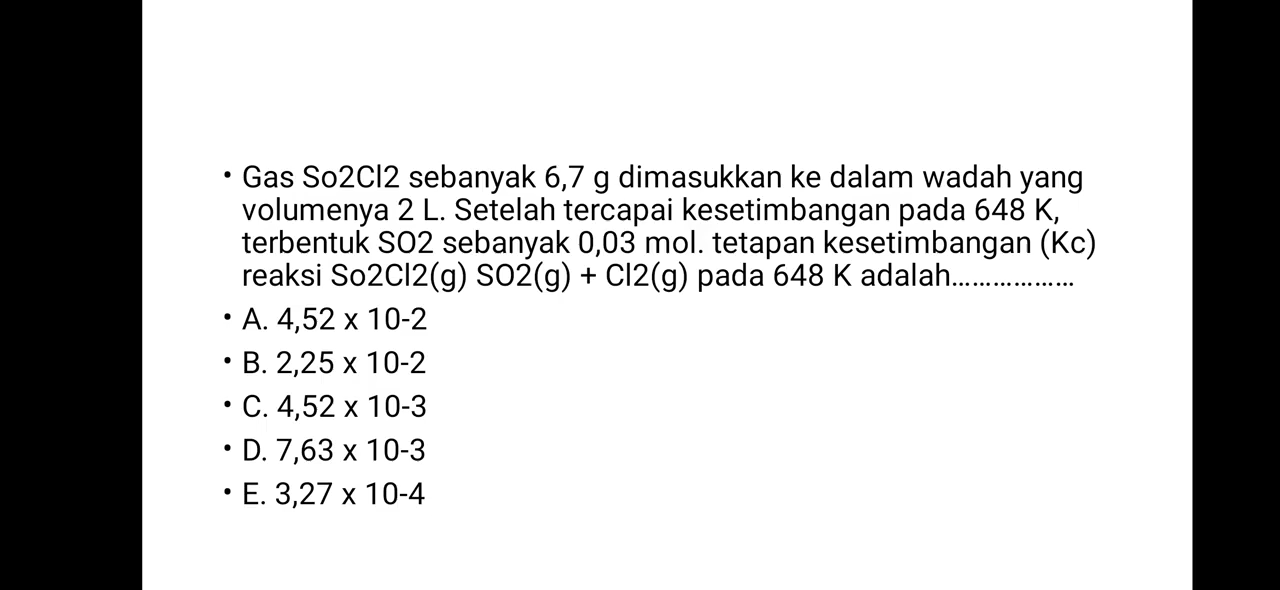 • Gas So2Cl2 sebanyak 6,7 g dimasukkan ke dalam wadah yang
volumenya 2 L. Setelah tercapai kesetimbangan pada 648 K,
terbentuk SO2 sebanyak 0,03 mol. tetapan kesetimbangan (Kc)
reaksi So2Cl2(g) SO2(g) + Cl2(g) pada 648 K adalah..................
• A. 4,52 x 10-2
• B. 2,25 x 10-2
• C. 4,52 x 10-3
• D. 7,63 x 10-3
• E. 3,27 x 10-4